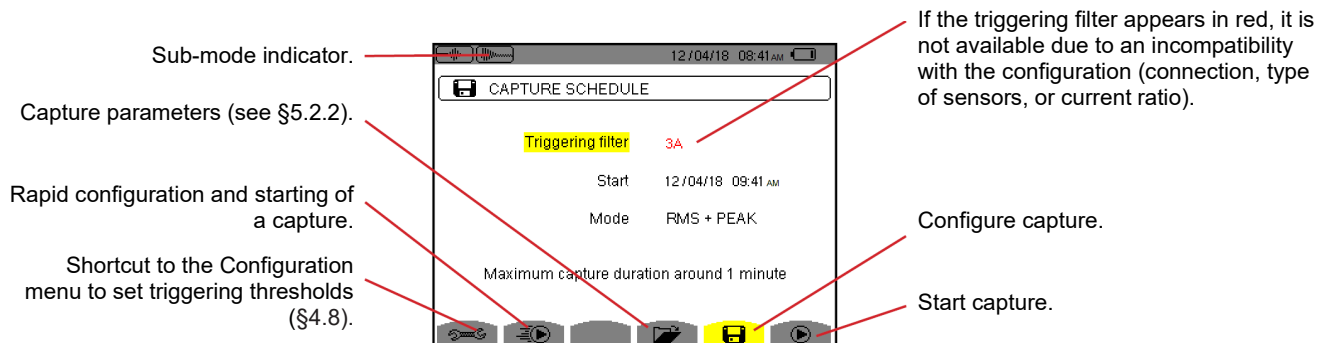 Sub-mode indicator.
Capture parameters (see §5.2.2).
Rapid configuration and starting of
a capture.
Shortcut to the Configuration
menu to set triggering thresholds
(§4.8).
12/04/18 08:41 AM
CAPTURE SCHEDULE
Triggering filter 3A
Start 12/04/18 09:41 AM
Mode RMS + PEAK
Maximum capture duration around 1 minute
If the triggering filter appears in red, it is
not available due to an incompatibility
with the configuration (connection, type
of sensors, or current ratio).
Configure capture.
Start capture.